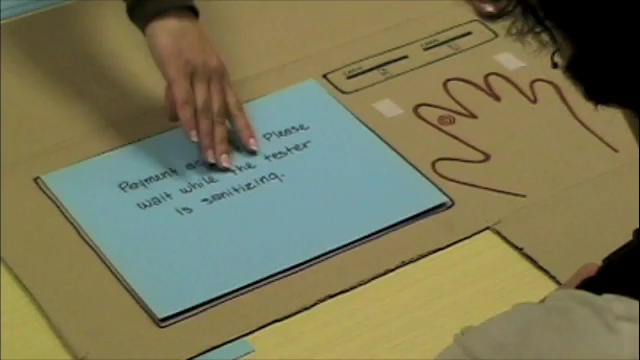 Payment Please
wait while the tester
is sanitizing.